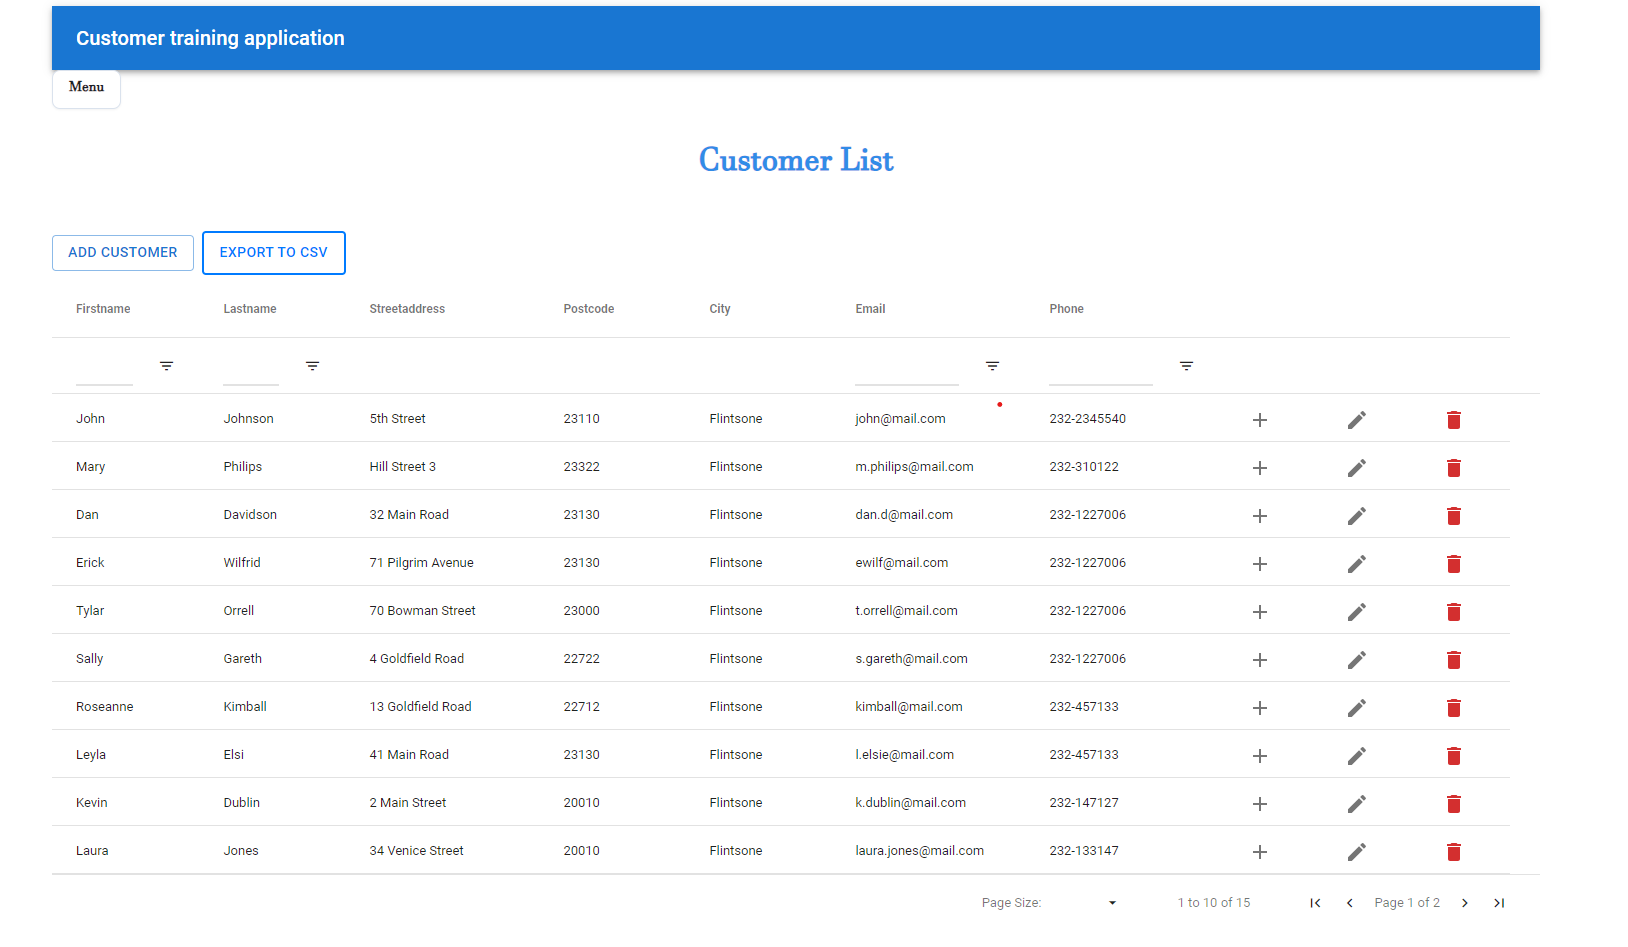 Customer training application
Menu
Customer List
ADD CUSTOMER EXPORT TO CSV
Firstname Lastname Streetaddress Postcode City Email Phone
John Johnson 5th Street 23110 Flintsone john@mail.com 232-2345540
Mary Philips Hill Street 3 23322 Flintsone m.philips@mail.com 232-310122
Dan Davidson 32 Main Road 23130 Flintsone dan.d@mail.com 232-1227006
Erick Wilfrid 71 Pilgrim Avenue 23130 Flintsone ewilf@mail.com 232-1227006
Tylar Orrell 70 Bowman Street 23000 Flintsone t.orrell@mail.com 232-1227006
Sally Gareth 4 Goldfield Road 22722 Flintsone s.gareth@mail.com 232-1227006
Roseanne Kimball 13 Goldfield Road 22712 Flintsone kimball@mail.com 232-457133
Leyla Elsi 41 Main Road 23130 Flintsone l.elsie@mail.com 232-457133
Kevin Dublin 2 Main Street 20010 Flintsone k.dublin@mail.com 232-147127
Laura Jones 34 Venice Street 20010 Flintsone laura.jones@mail.com 232-133147
Page Size: 1 to 10 of 15 Page 1 of 2